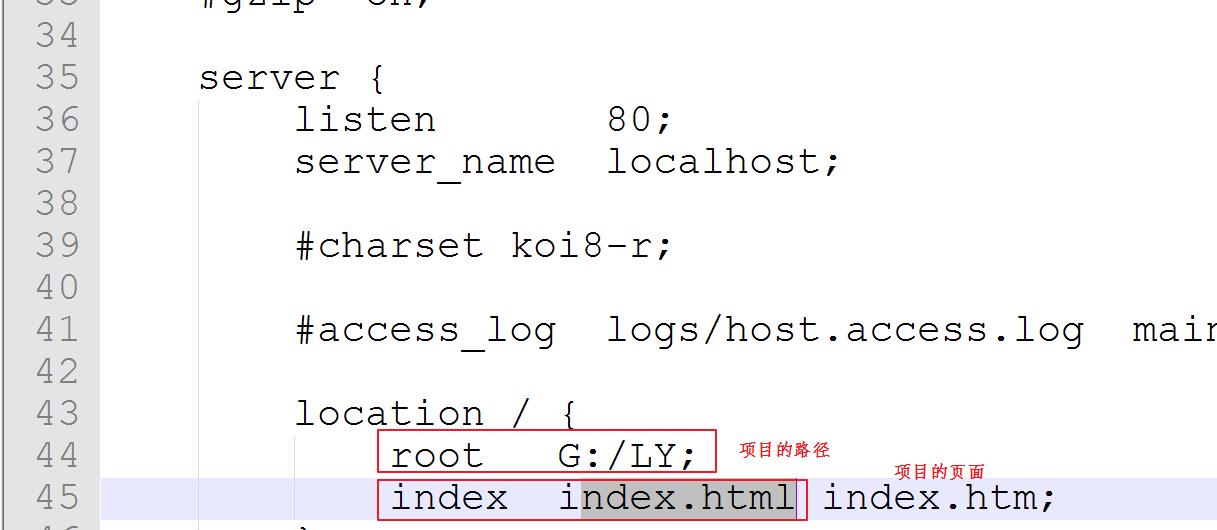 33 #gzip on;
34
35 server {
36 listen 80;
37 server_name localhost;
38
39 #charset koi8-r;
40
41 #access_log logs/host.access.log main
42
43 location / {
44 root G:/LY; 项目的路径
项目的页面
45 index index.html index.htm;
46 }